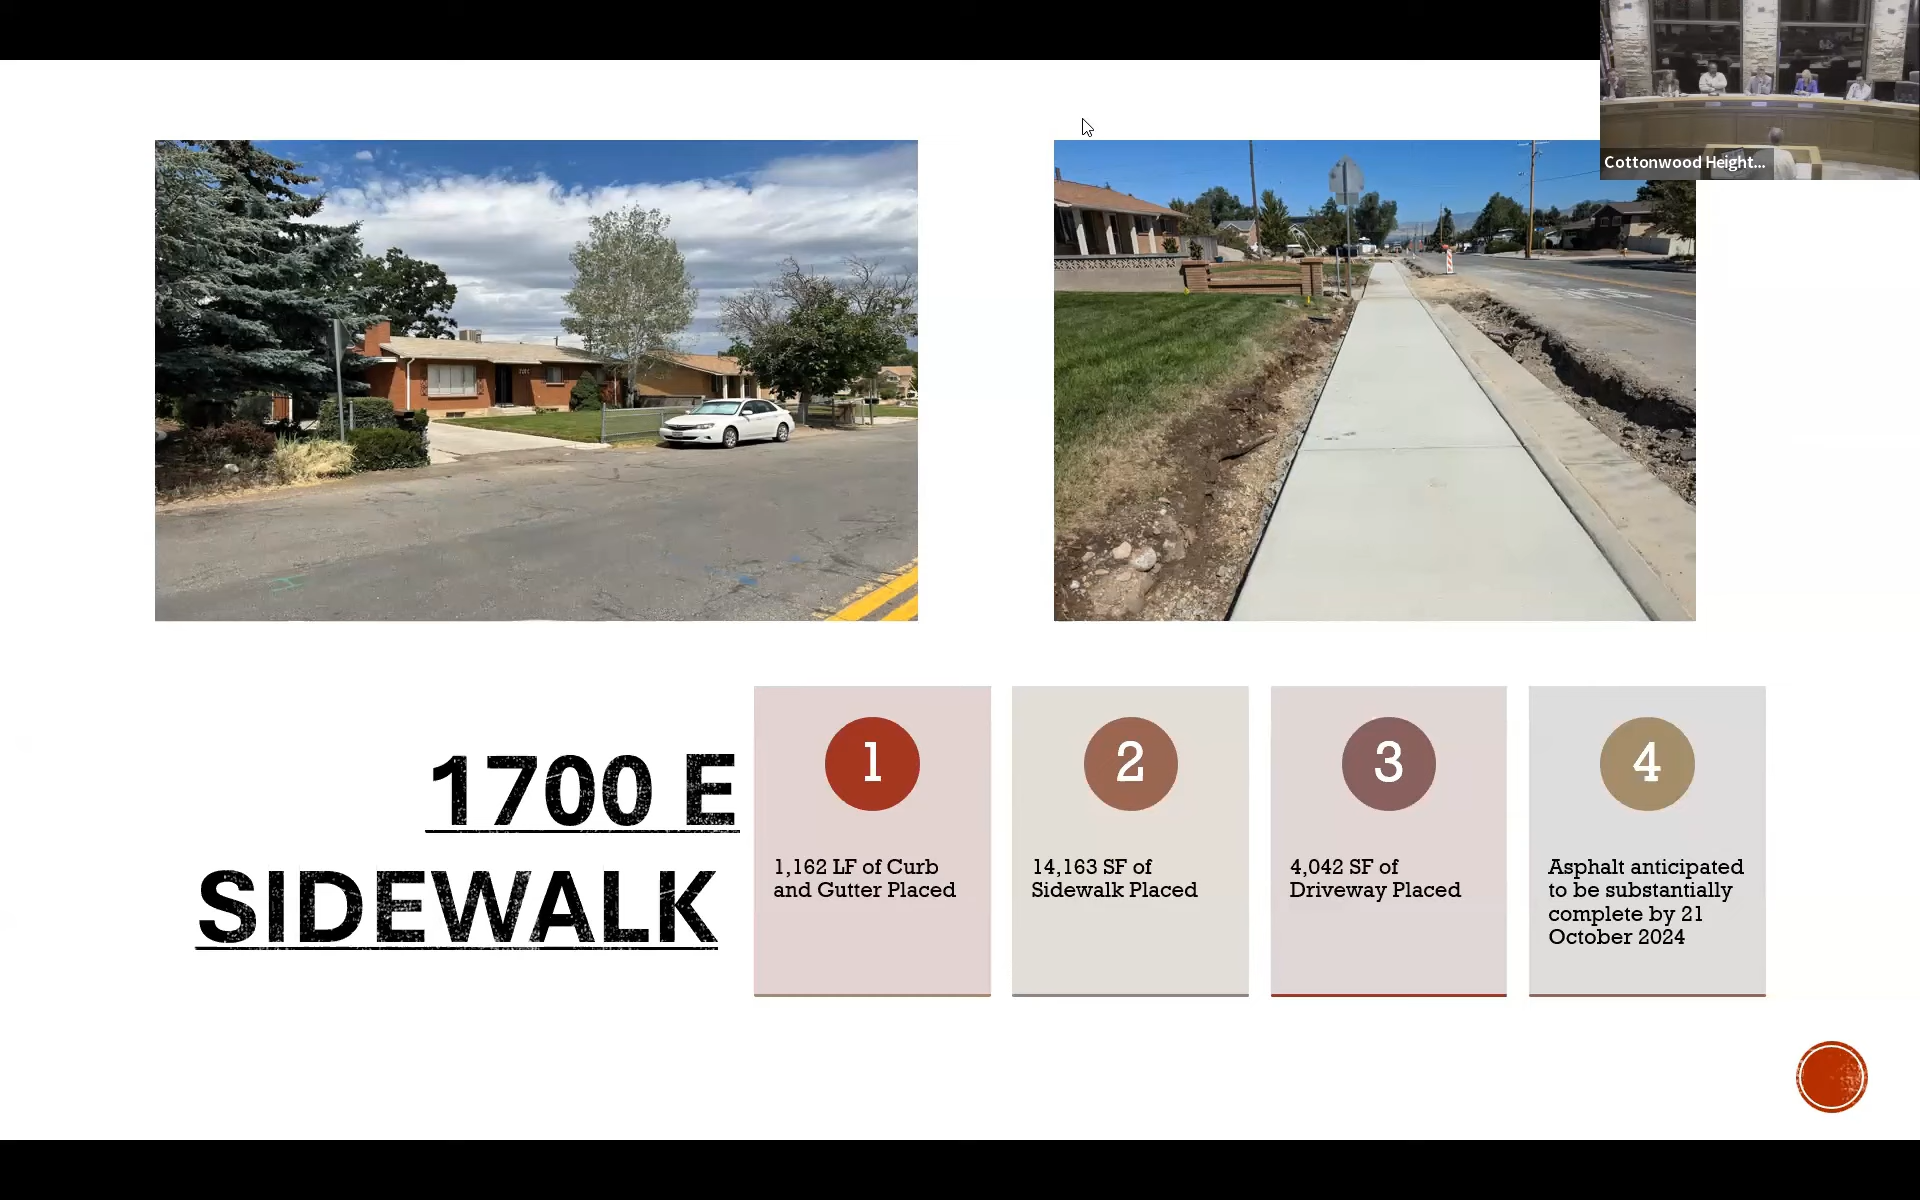 Cottonwood Height...
1700 E
SIDEWALK
1
1,162 LF of Curb
and Gutter Placed
2
14,163 SF of
Sidewalk Placed
3
4,042 SF of
Driveway Placed
4
Asphalt anticipated
to be substantially
complete by 21
October 2024